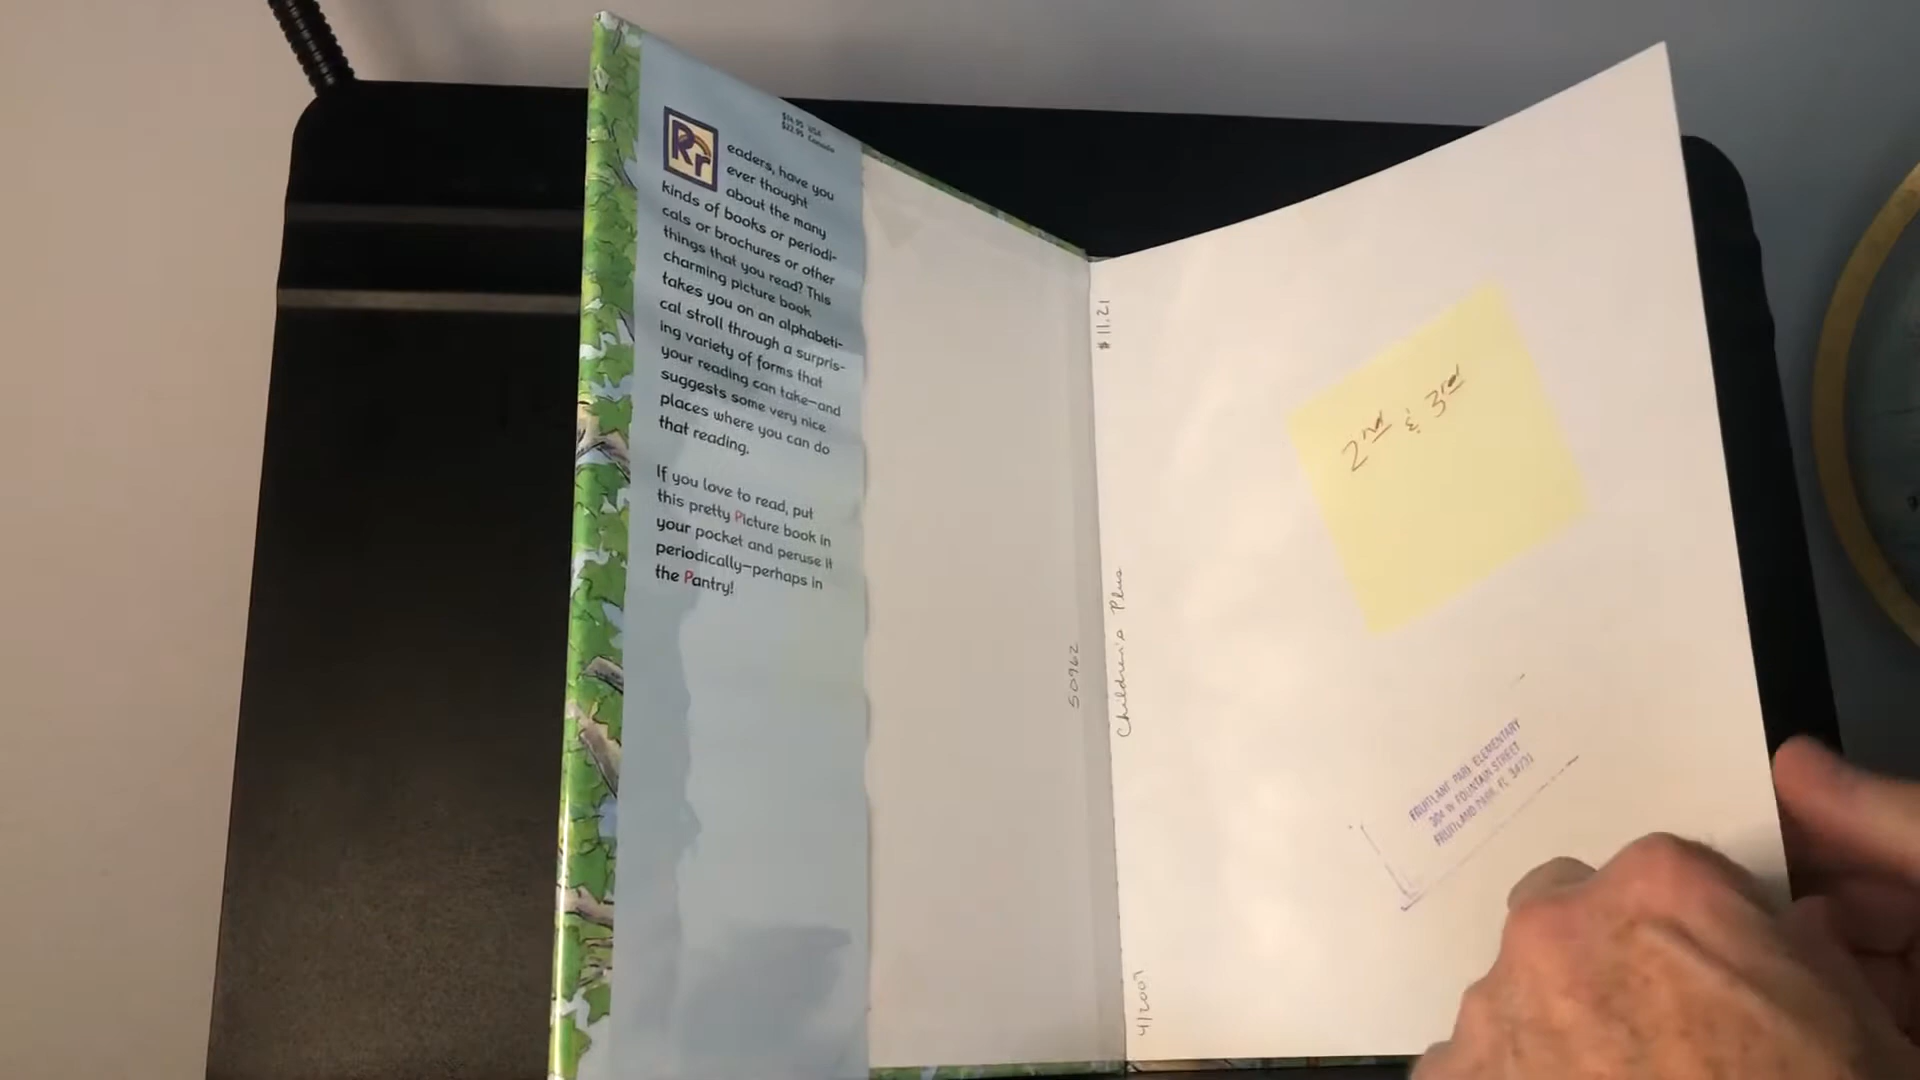 $14.95 USA
$22.95 Canada
Rr
eaders, have you
ever thought
about the many
kinds of books or periodi-
cals or brochures or other
things that you read? This
charming picture book
takes you on an alphabeti-
cal stroll through a surpris-
ing variety of forms that
your reading can take—and
suggests some very nice
places where you can do
that reading.
If you love to read, put
this pretty Picture book in
your pocket and peruse it
periodically—perhaps in
the Pantry!
50962
$11.21
Children's Plus
4/2009
2nd & 3rd
FRUITLAND PARK ELEMENTARY
304 W FOUNTAIN STREET
FRUITLAND PARK, FL 34731